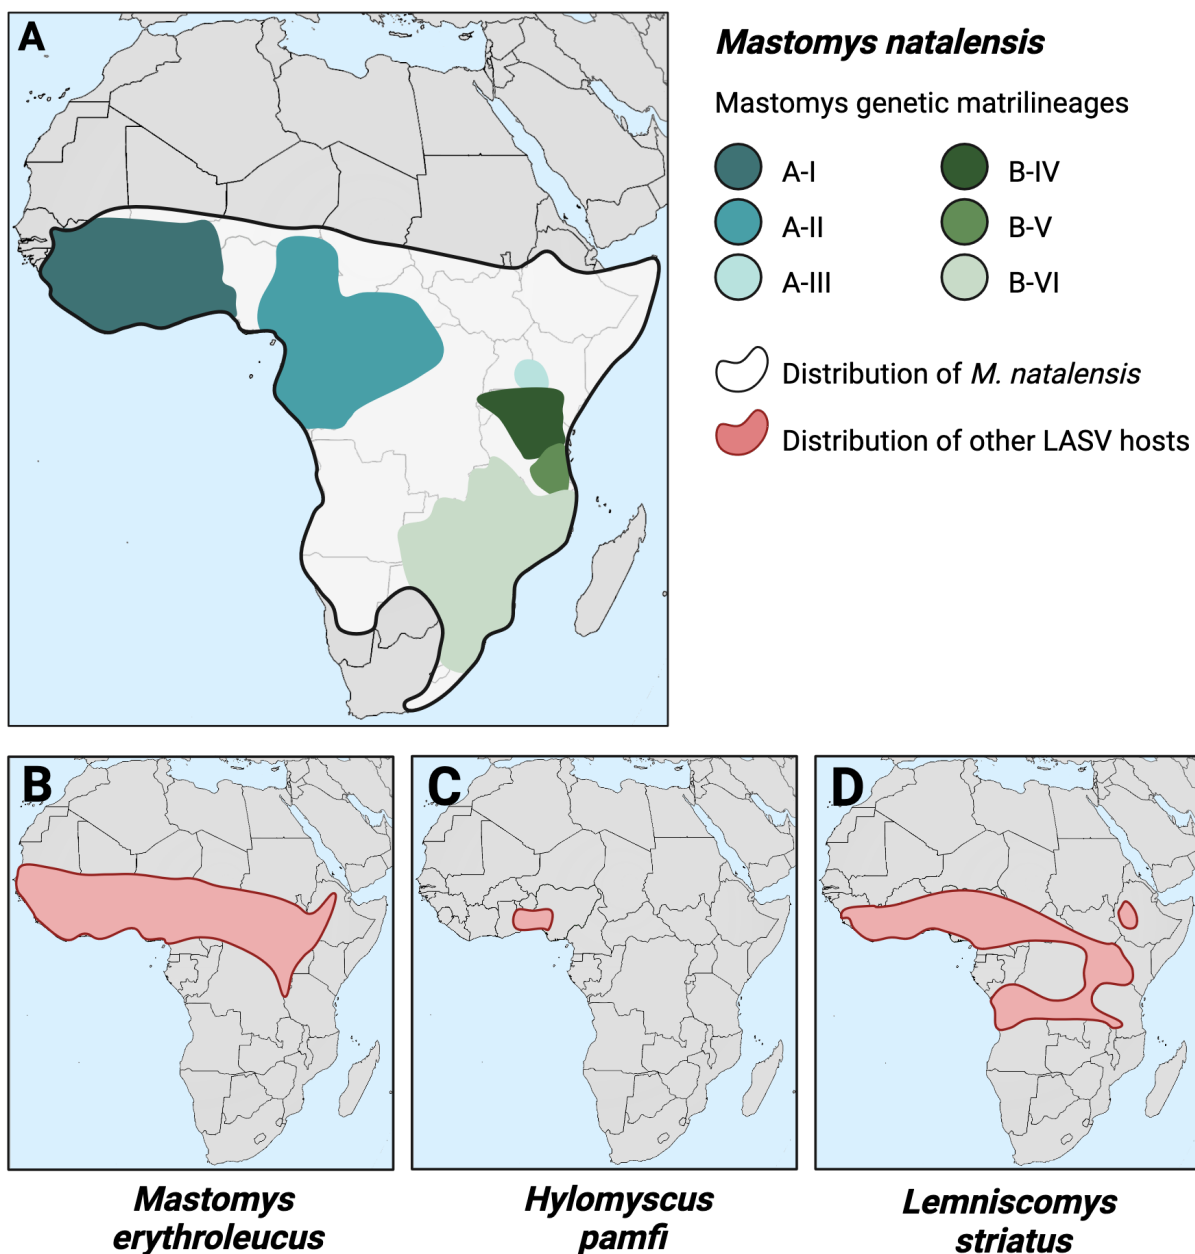 A
Mastomys natalensis
Mastomys genetic matrilineages
A-I
B-IV
A-II
B-V
A-III
B-VI
Distribution of M. natalensis
Distribution of other LASV hosts
B
C
D
Mastomys
erythroleucus
Hylomyscus
pamfi
Lemniscomys
striatus